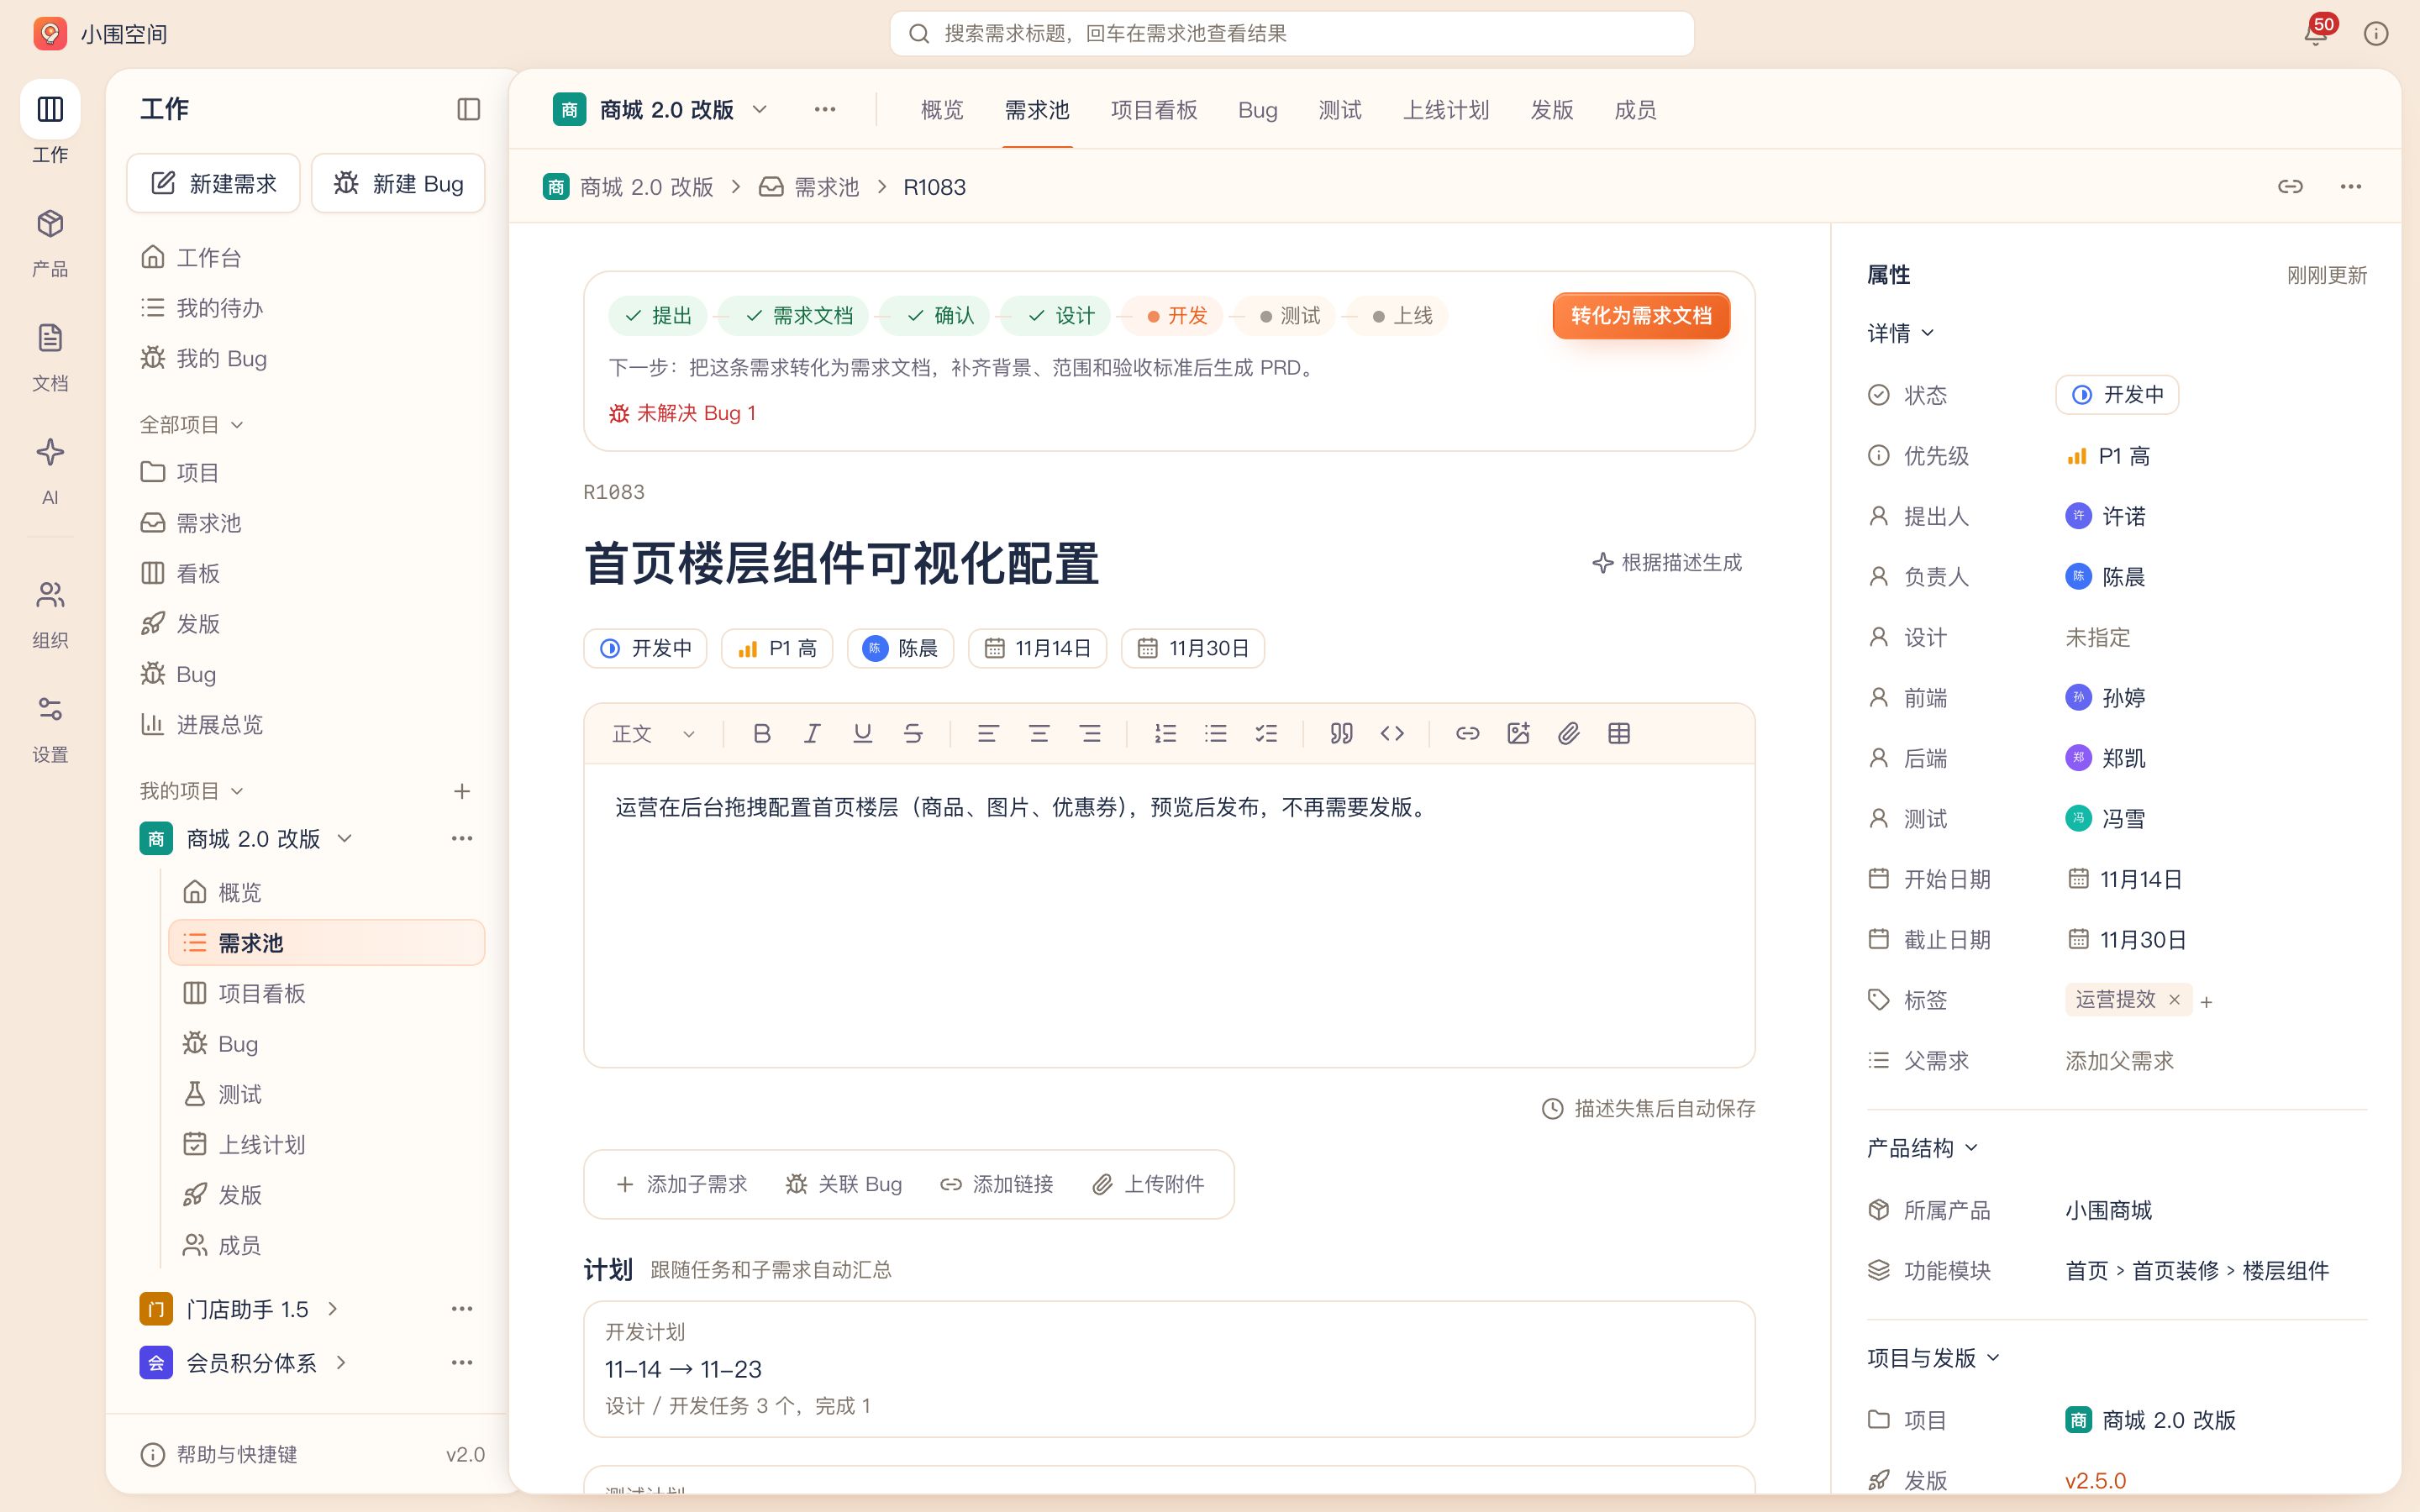 小围空间
搜索需求标题，回车在需求池查看结果
50
工作
产品
文档
AI
组织
设置
工作
新建需求
新建 Bug
工作台
我的待办
我的 Bug
全部项目
项目
需求池
看板
发版
Bug
进展总览
我的项目
商 商城 2.0 改版
概览
需求池
项目看板
Bug
测试
上线计划
发版
成员
门 门店助手 1.5
会 会员积分体系
帮助与快捷键 v2.0
商 商城 2.0 改版 概览 需求池 项目看板 Bug 测试 上线计划 发版 成员
商 商城 2.0 改版 需求池 R1083
提出 需求文档 确认 设计 开发 测试 上线
转化为需求文档
下一步：把这条需求转化为需求文档，补齐背景、范围和验收标准后生成 PRD。
未解决 Bug 1
R1083
首页楼层组件可视化配置
根据描述生成
开发中 P1 高 陈 陈晨 11月14日 11月30日
正文
运营在后台拖拽配置首页楼层（商品、图片、优惠券），预览后发布，不再需要发版。
描述失焦后自动保存
添加子需求 关联 Bug 添加链接 上传附件
计划 跟随任务和子需求自动汇总
开发计划
11-14 → 11-23
设计 / 开发任务 3 个，完成 1
属性 刚刚更新
详情
状态 开发中
优先级 P1 高
提出人 许 许诺
负责人 陈 陈晨
设计 未指定
前端 孙 孙婷
后端 郑 郑凯
测试 冯 冯雪
开始日期 11月14日
截止日期 11月30日
标签 运营提效
父需求 添加父需求
产品结构
所属产品 小围商城
功能模块 首页 › 首页装修 › 楼层组件
项目与发版
项目 商 商城 2.0 改版
发版 v2.5.0